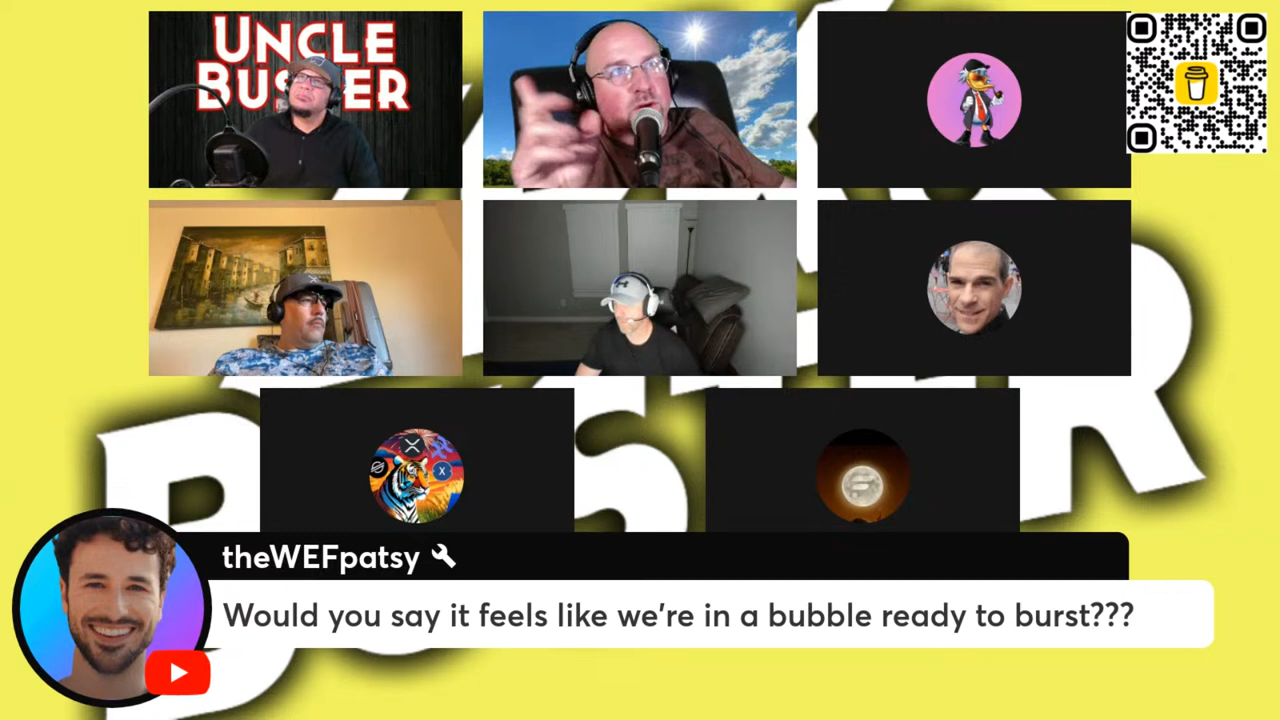 UNCLE
BUSTER
theWEFpatsy
Would you say it feels like we're in a bubble ready to burst???